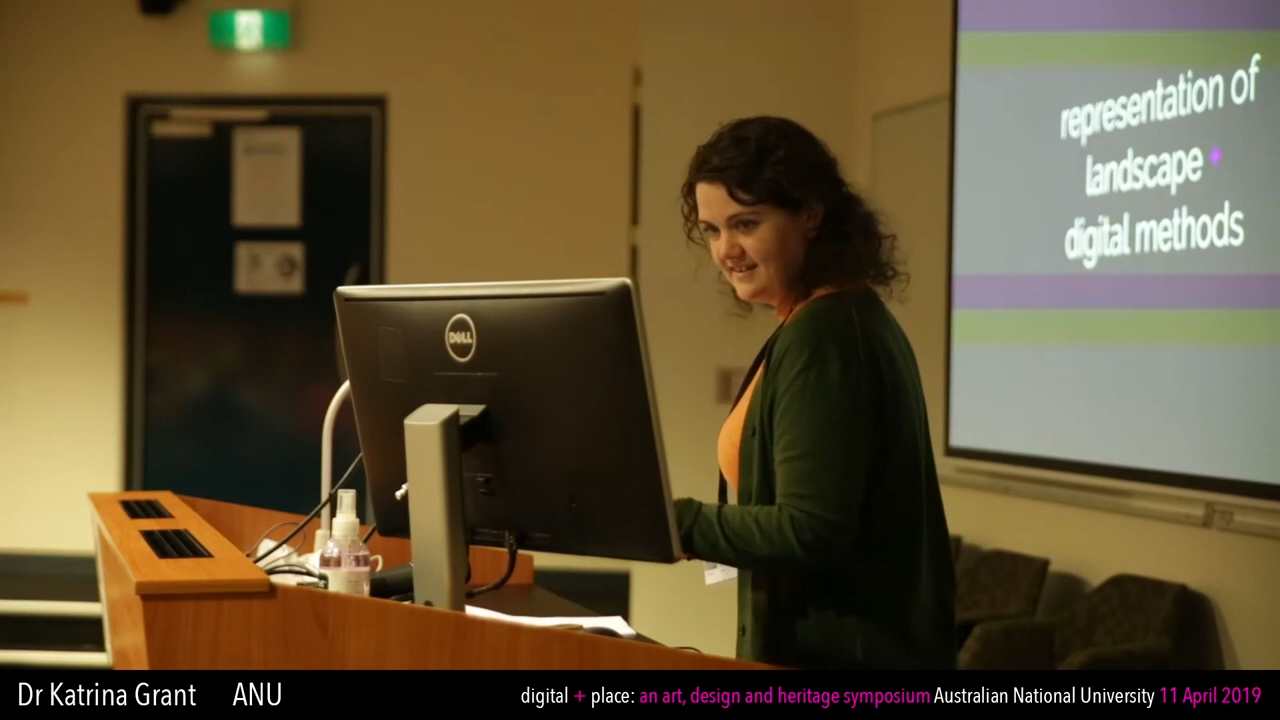 representation of
landscape +
digital methods
DELL
Dr Katrina Grant ANU
digital + place: an art, design and heritage symposium Australian National University 11 April 2019